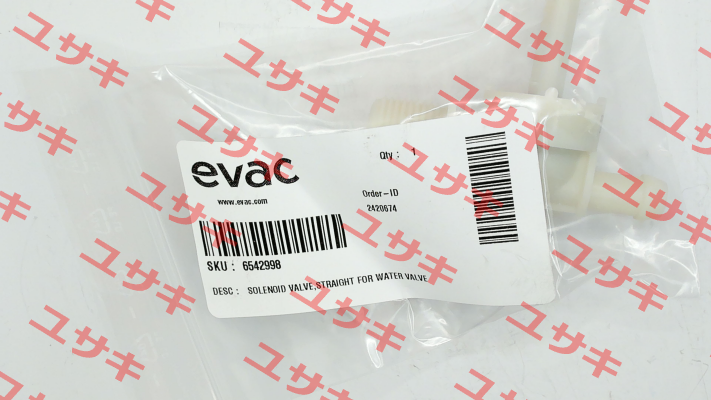 evac
www.evac.com
Qty : 1
Order-ID
2420674
SKU : 6542998
DESC : SOLENOID VALVE,STRAIGHT FOR WATER VALVE
ユサキ